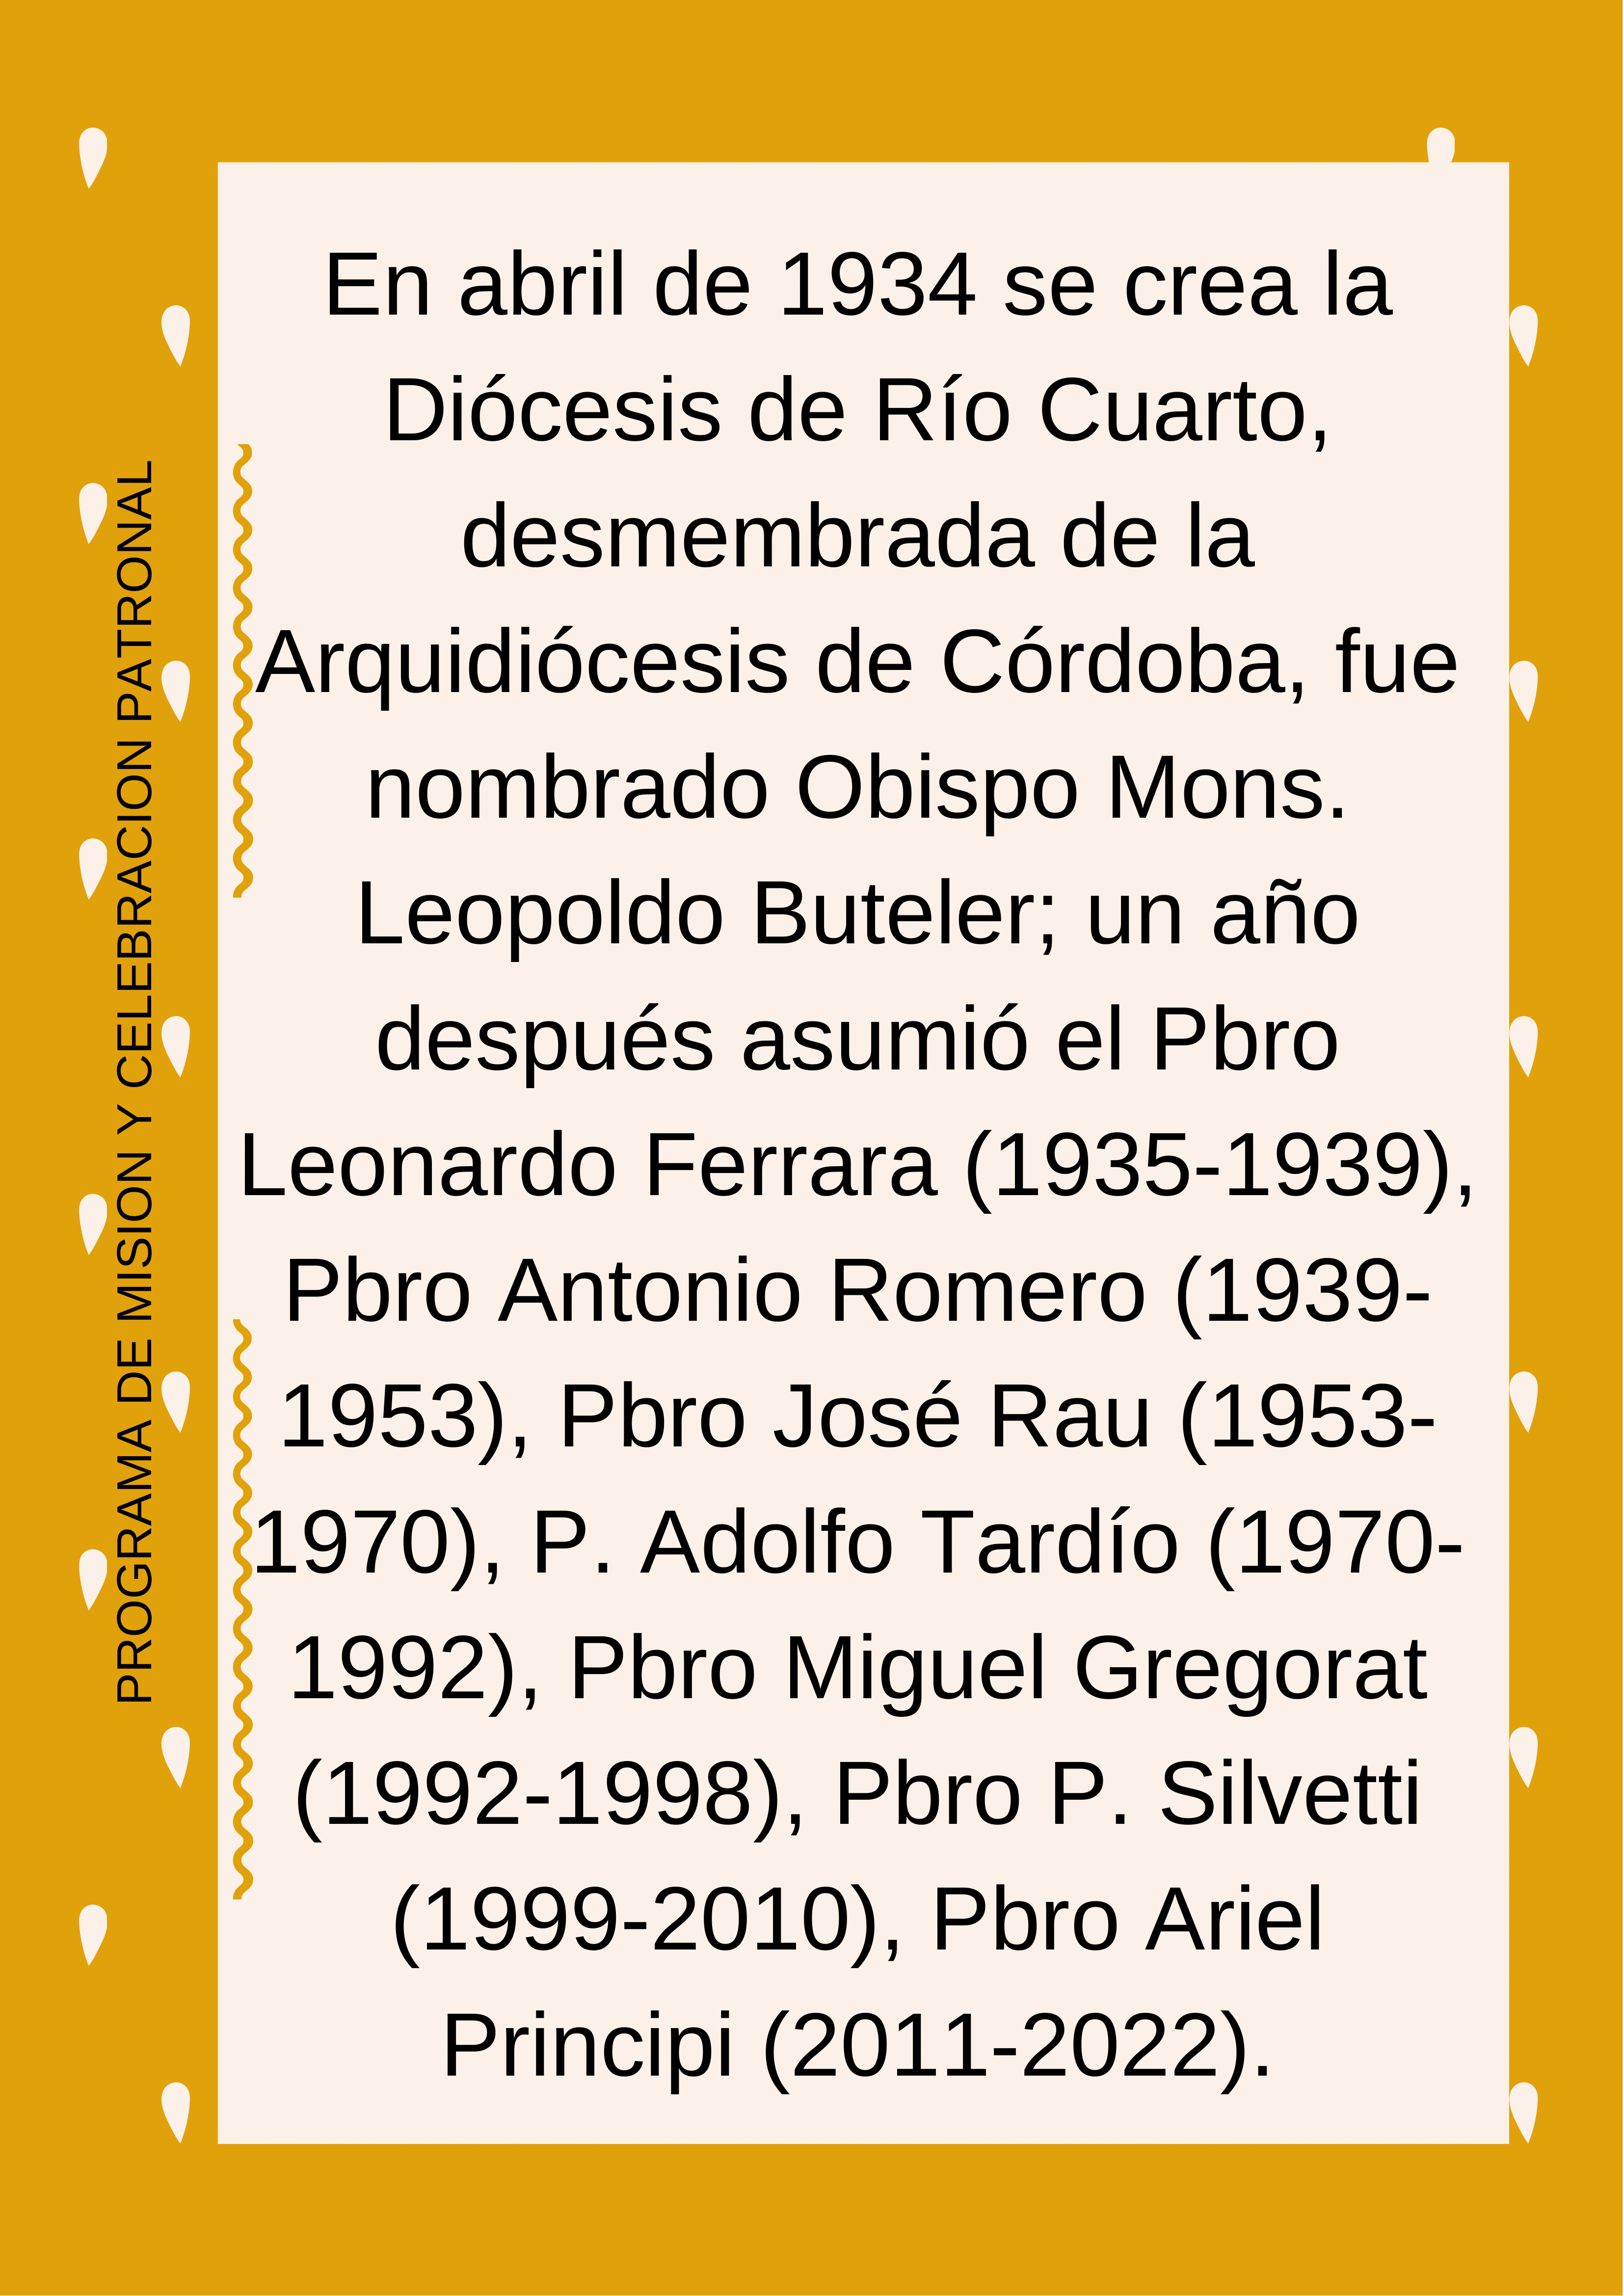 PROGRAMA DE MISION Y CELEBRACION PATRONAL
En abril de 1934 se crea la
Diócesis de Río Cuarto,
desmembrada de la
Arquidiócesis de Córdoba, fue
nombrado Obispo Mons.
Leopoldo Buteler; un año
después asumió el Pbro
Leonardo Ferrara (1935-1939),
Pbro Antonio Romero (1939-
1953), Pbro José Rau (1953-
1970), P. Adolfo Tardío (1970-
1992), Pbro Miguel Gregorat
(1992-1998), Pbro P. Silvetti
(1999-2010), Pbro Ariel
Principi (2011-2022).